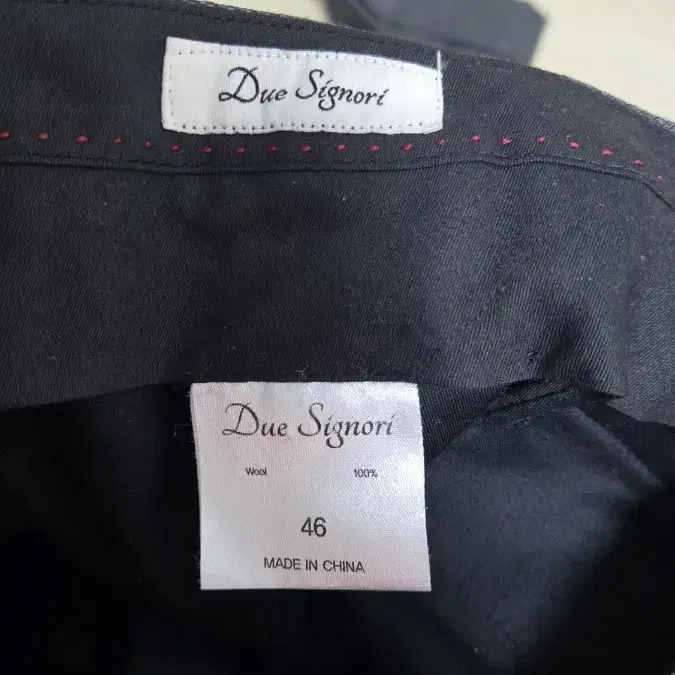 Due Signori
Due Signori
Wool 100%
46
MADE IN CHINA